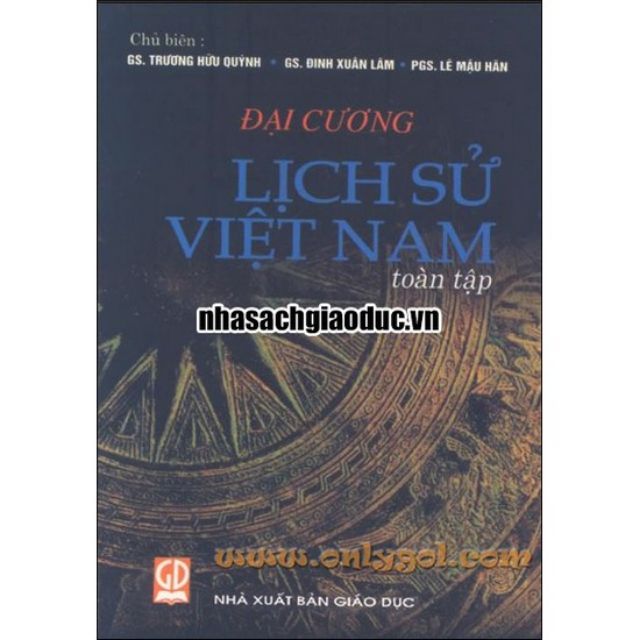 Chủ biên :
GS. TRƯƠNG HỮU QUÝNH • GS. ĐINH XUÂN LÂM • PGS. LÊ MẬU HÃN
ĐẠI CƯƠNG
LỊCH SỬ
VIỆT NAM
toàn tập
nhasachgiaoduc.vn
www.onlygol.com
GD
NHÀ XUẤT BẢN GIÁO DỤC